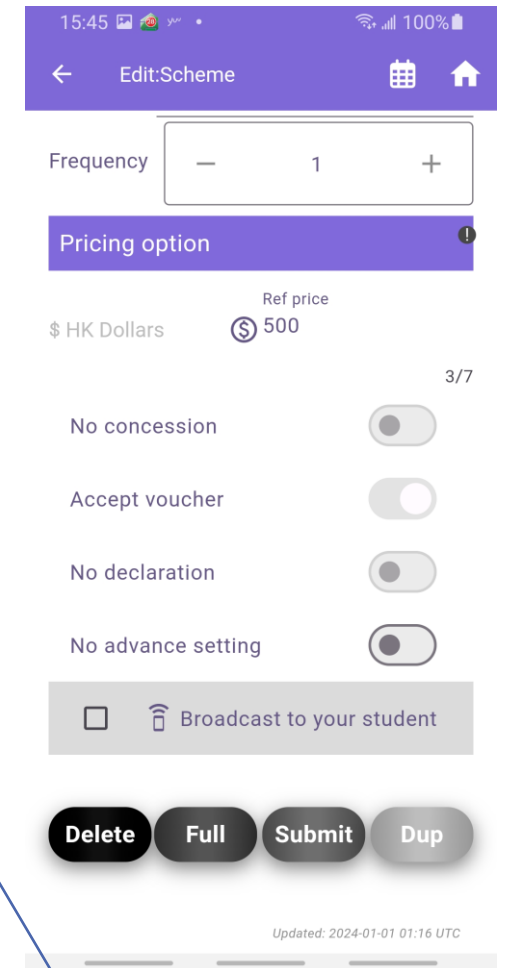 15:45 100%
Edit:Scheme
Frequency 1
Pricing option
Ref price
$ HK Dollars 500
3/7
No concession
Accept voucher
No declaration
No advance setting
Broadcast to your student
Delete Full Submit Dup
Updated: 2024-01-01 01:16 UTC